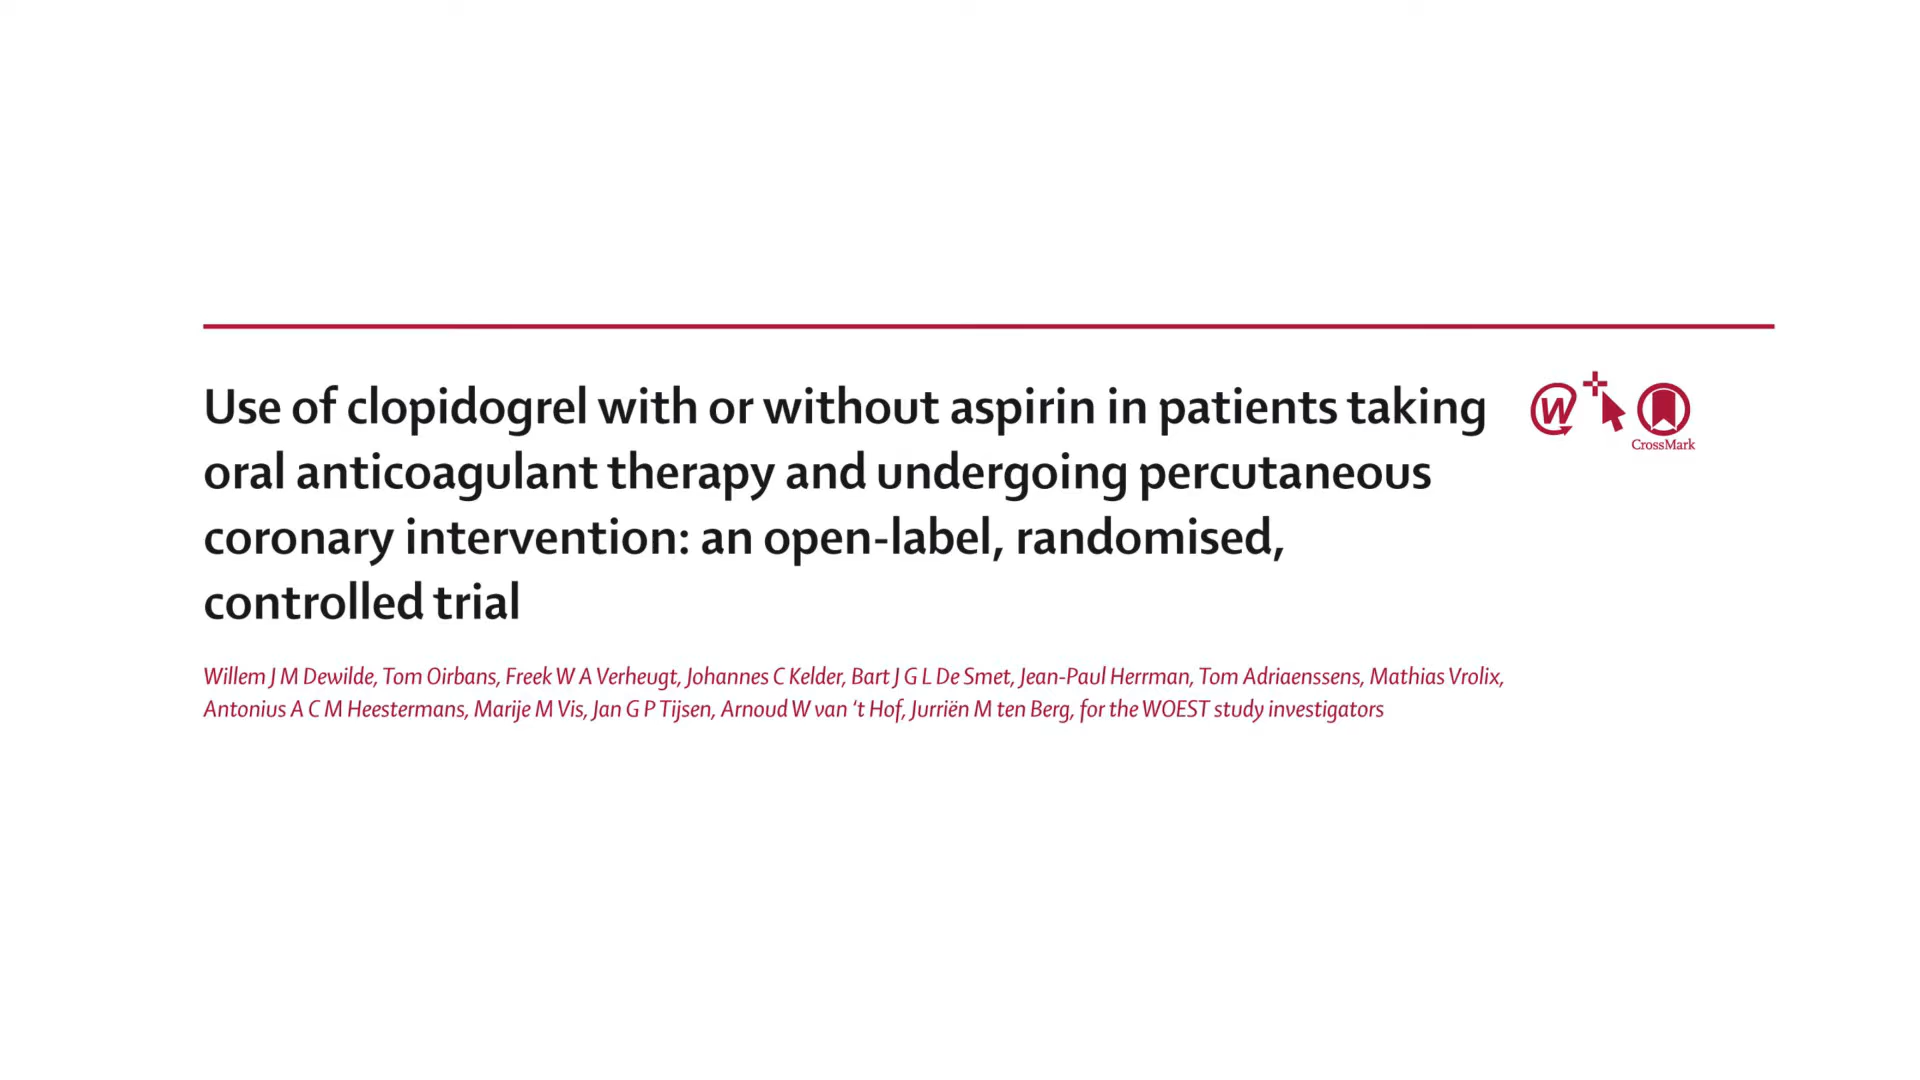 Use of clopidogrel with or without aspirin in patients taking
oral anticoagulant therapy and undergoing percutaneous
coronary intervention: an open-label, randomised,
controlled trial
W
CrossMark
Willem J M Dewilde, Tom Oirbans, Freek W A Verheugt, Johannes C Kelder, Bart J G L De Smet, Jean-Paul Herrman, Tom Adriaenssens, Mathias Vrolix,
Antonius A C M Heestermans, Marije M Vis, Jan G P Tijsen, Arnoud W van ‘t Hof, Jurriën M ten Berg, for the WOEST study investigators